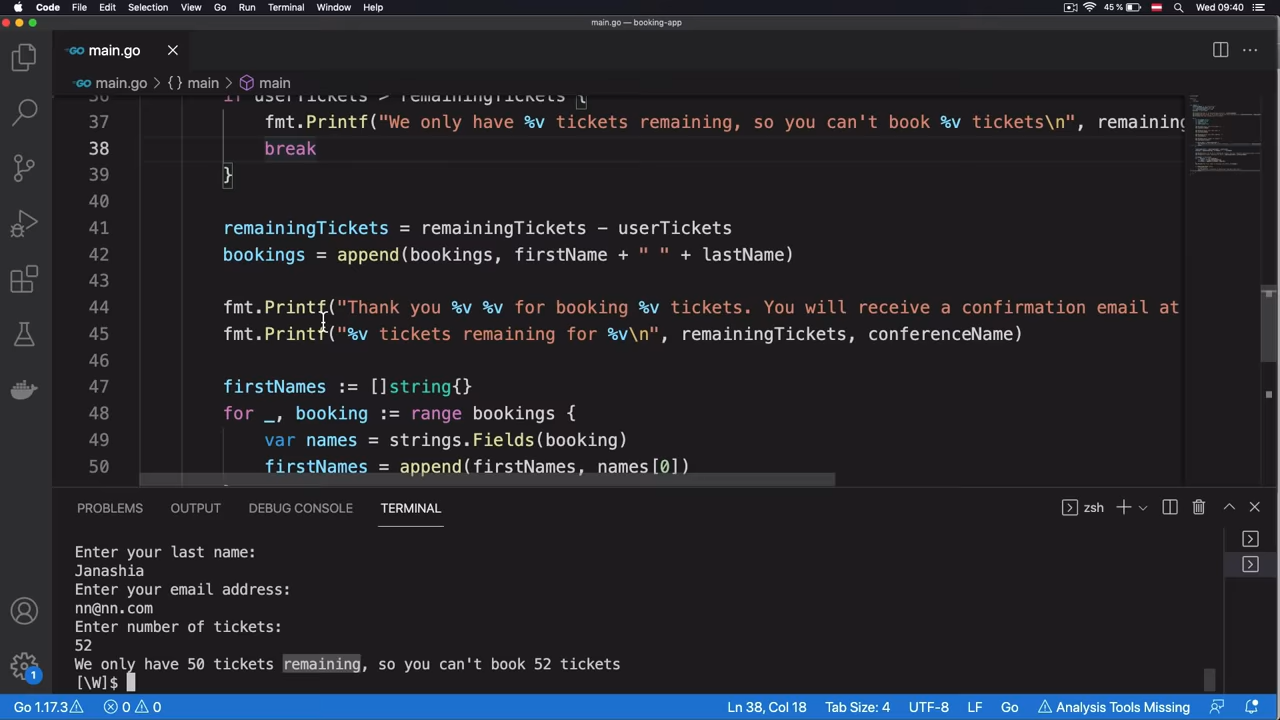 Code File Edit Selection View Go Run Terminal Window Help 45 % Wed 09:40
main.go — booking-app
GO main.go
GO main.go > {} main > main
36 if userTickets > remainingTickets {
37 fmt.Printf("We only have %v tickets remaining, so you can't book %v tickets\n", remaining
38 break
39 }
40
41 remainingTickets = remainingTickets - userTickets
42 bookings = append(bookings, firstName + " " + lastName)
43
44 fmt.Printf("Thank you %v %v for booking %v tickets. You will receive a confirmation email at
45 fmt.Printf("%v tickets remaining for %v\n", remainingTickets, conferenceName)
46
47 firstNames := []string{}
48 for _, booking := range bookings {
49 var names = strings.Fields(booking)
50 firstNames = append(firstNames, names[0])
PROBLEMS OUTPUT DEBUG CONSOLE TERMINAL zsh
Enter your last name:
Janashia
Enter your email address:
nn@nn.com
Enter number of tickets:
52
We only have 50 tickets remaining, so you can't book 52 tickets
[\W]$
1
Go 1.17.3 0 0 Ln 38, Col 18 Tab Size: 4 UTF-8 LF Go Analysis Tools Missing